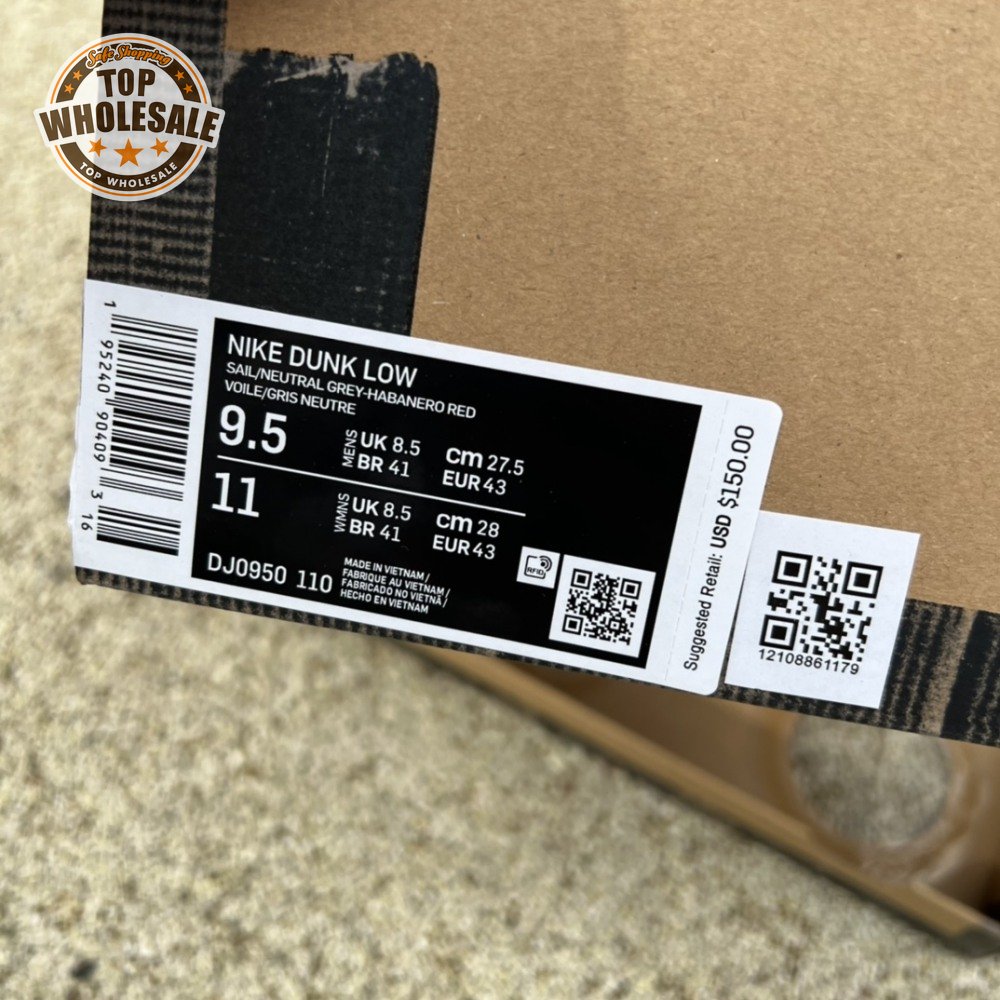 Safe Shopping
TOP
WHOLESALE
TOP WHOLESALE
1 95240 90409 3 16
NIKE DUNK LOW
SAIL/NEUTRAL GREY-HABANERO RED
VOILE/GRIS NEUTRE
9.5
MENS
UK 8.5
BR 41
cm 27.5
EUR 43
11
WMNS
UK 8.5
BR 41
cm 28
EUR 43
DJ0950 110
MADE IN VIETNAM /
FABRIQUE AU VIETNAM /
FABRICADO NO VIETNÃ /
HECHO EN VIETNAM
RFID
Suggested Retail: USD $150.00
12108861179